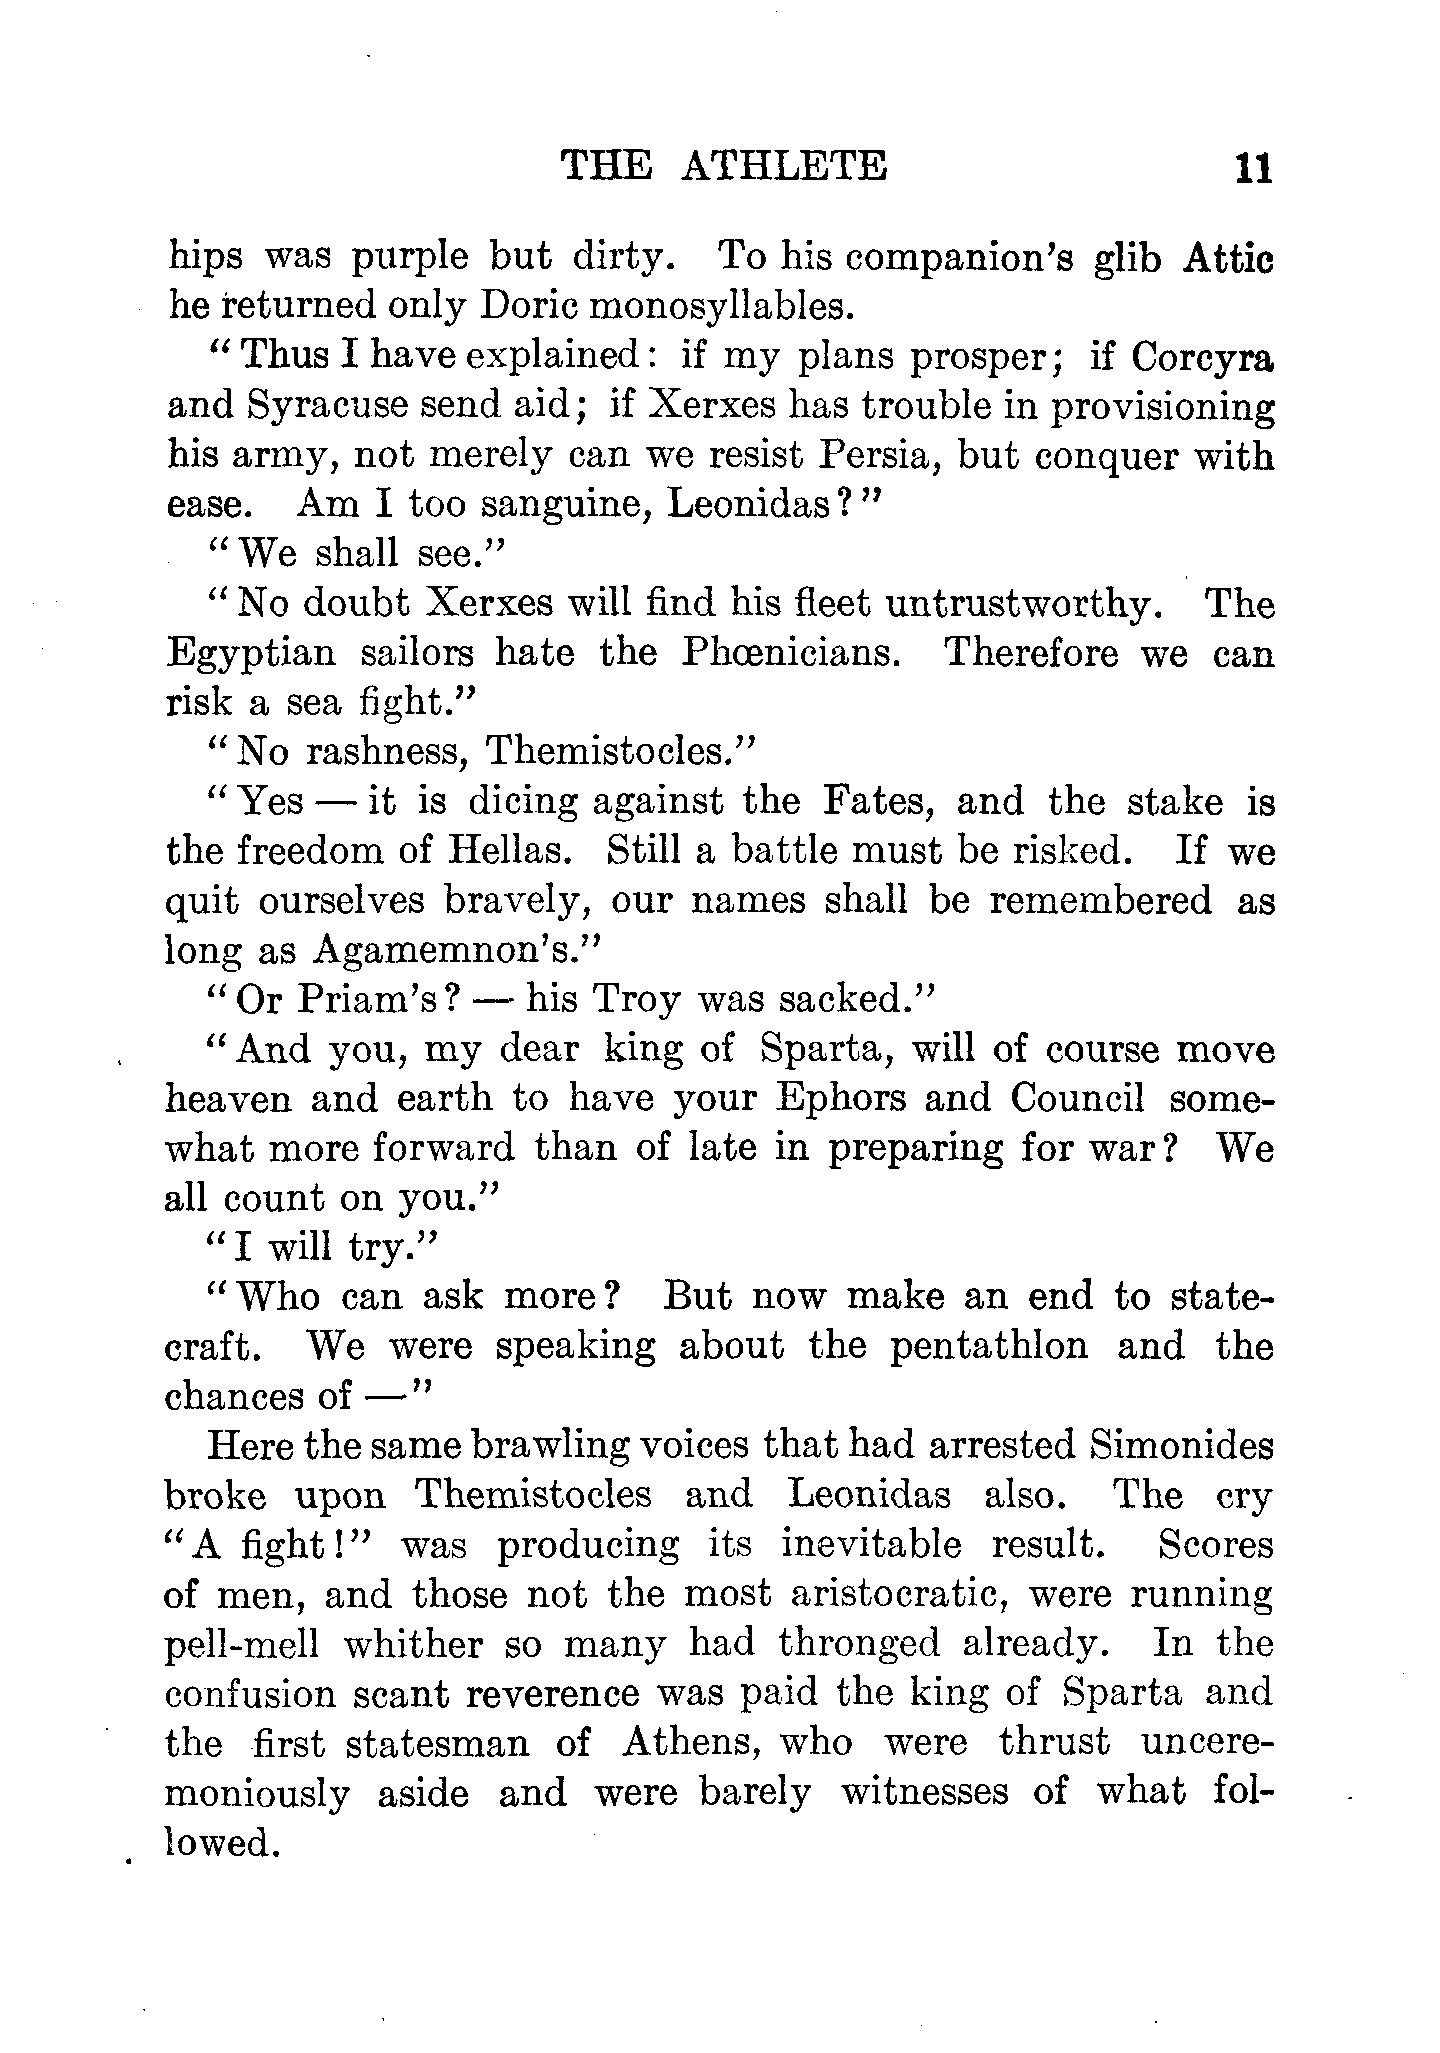 THE ATHLETE 11
hips was purple but dirty. To his companion's glib Attic
he returned only Doric monosyllables.
"Thus I have explained: if my plans prosper; if Corcyra
and Syracuse send aid; if Xerxes has trouble in provisioning
his army, not merely can we resist Persia, but conquer with
ease. Am I too sanguine, Leonidas?"
"We shall see."
"No doubt Xerxes will find his fleet untrustworthy. The
Egyptian sailors hate the Phœnicians. Therefore we can
risk a sea fight."
"No rashness, Themistocles."
"Yes — it is dicing against the Fates, and the stake is
the freedom of Hellas. Still a battle must be risked. If we
quit ourselves bravely, our names shall be remembered as
long as Agamemnon's."
"Or Priam's? — his Troy was sacked."
"And you, my dear king of Sparta, will of course move
heaven and earth to have your Ephors and Council some-
what more forward than of late in preparing for war? We
all count on you."
"I will try."
"Who can ask more? But now make an end to state-
craft. We were speaking about the pentathlon and the
chances of —"
Here the same brawling voices that had arrested Simonides
broke upon Themistocles and Leonidas also. The cry
"A fight!" was producing its inevitable result. Scores
of men, and those not the most aristocratic, were running
pell-mell whither so many had thronged already. In the
confusion scant reverence was paid the king of Sparta and
the first statesman of Athens, who were thrust uncere-
moniously aside and were barely witnesses of what fol-
lowed.